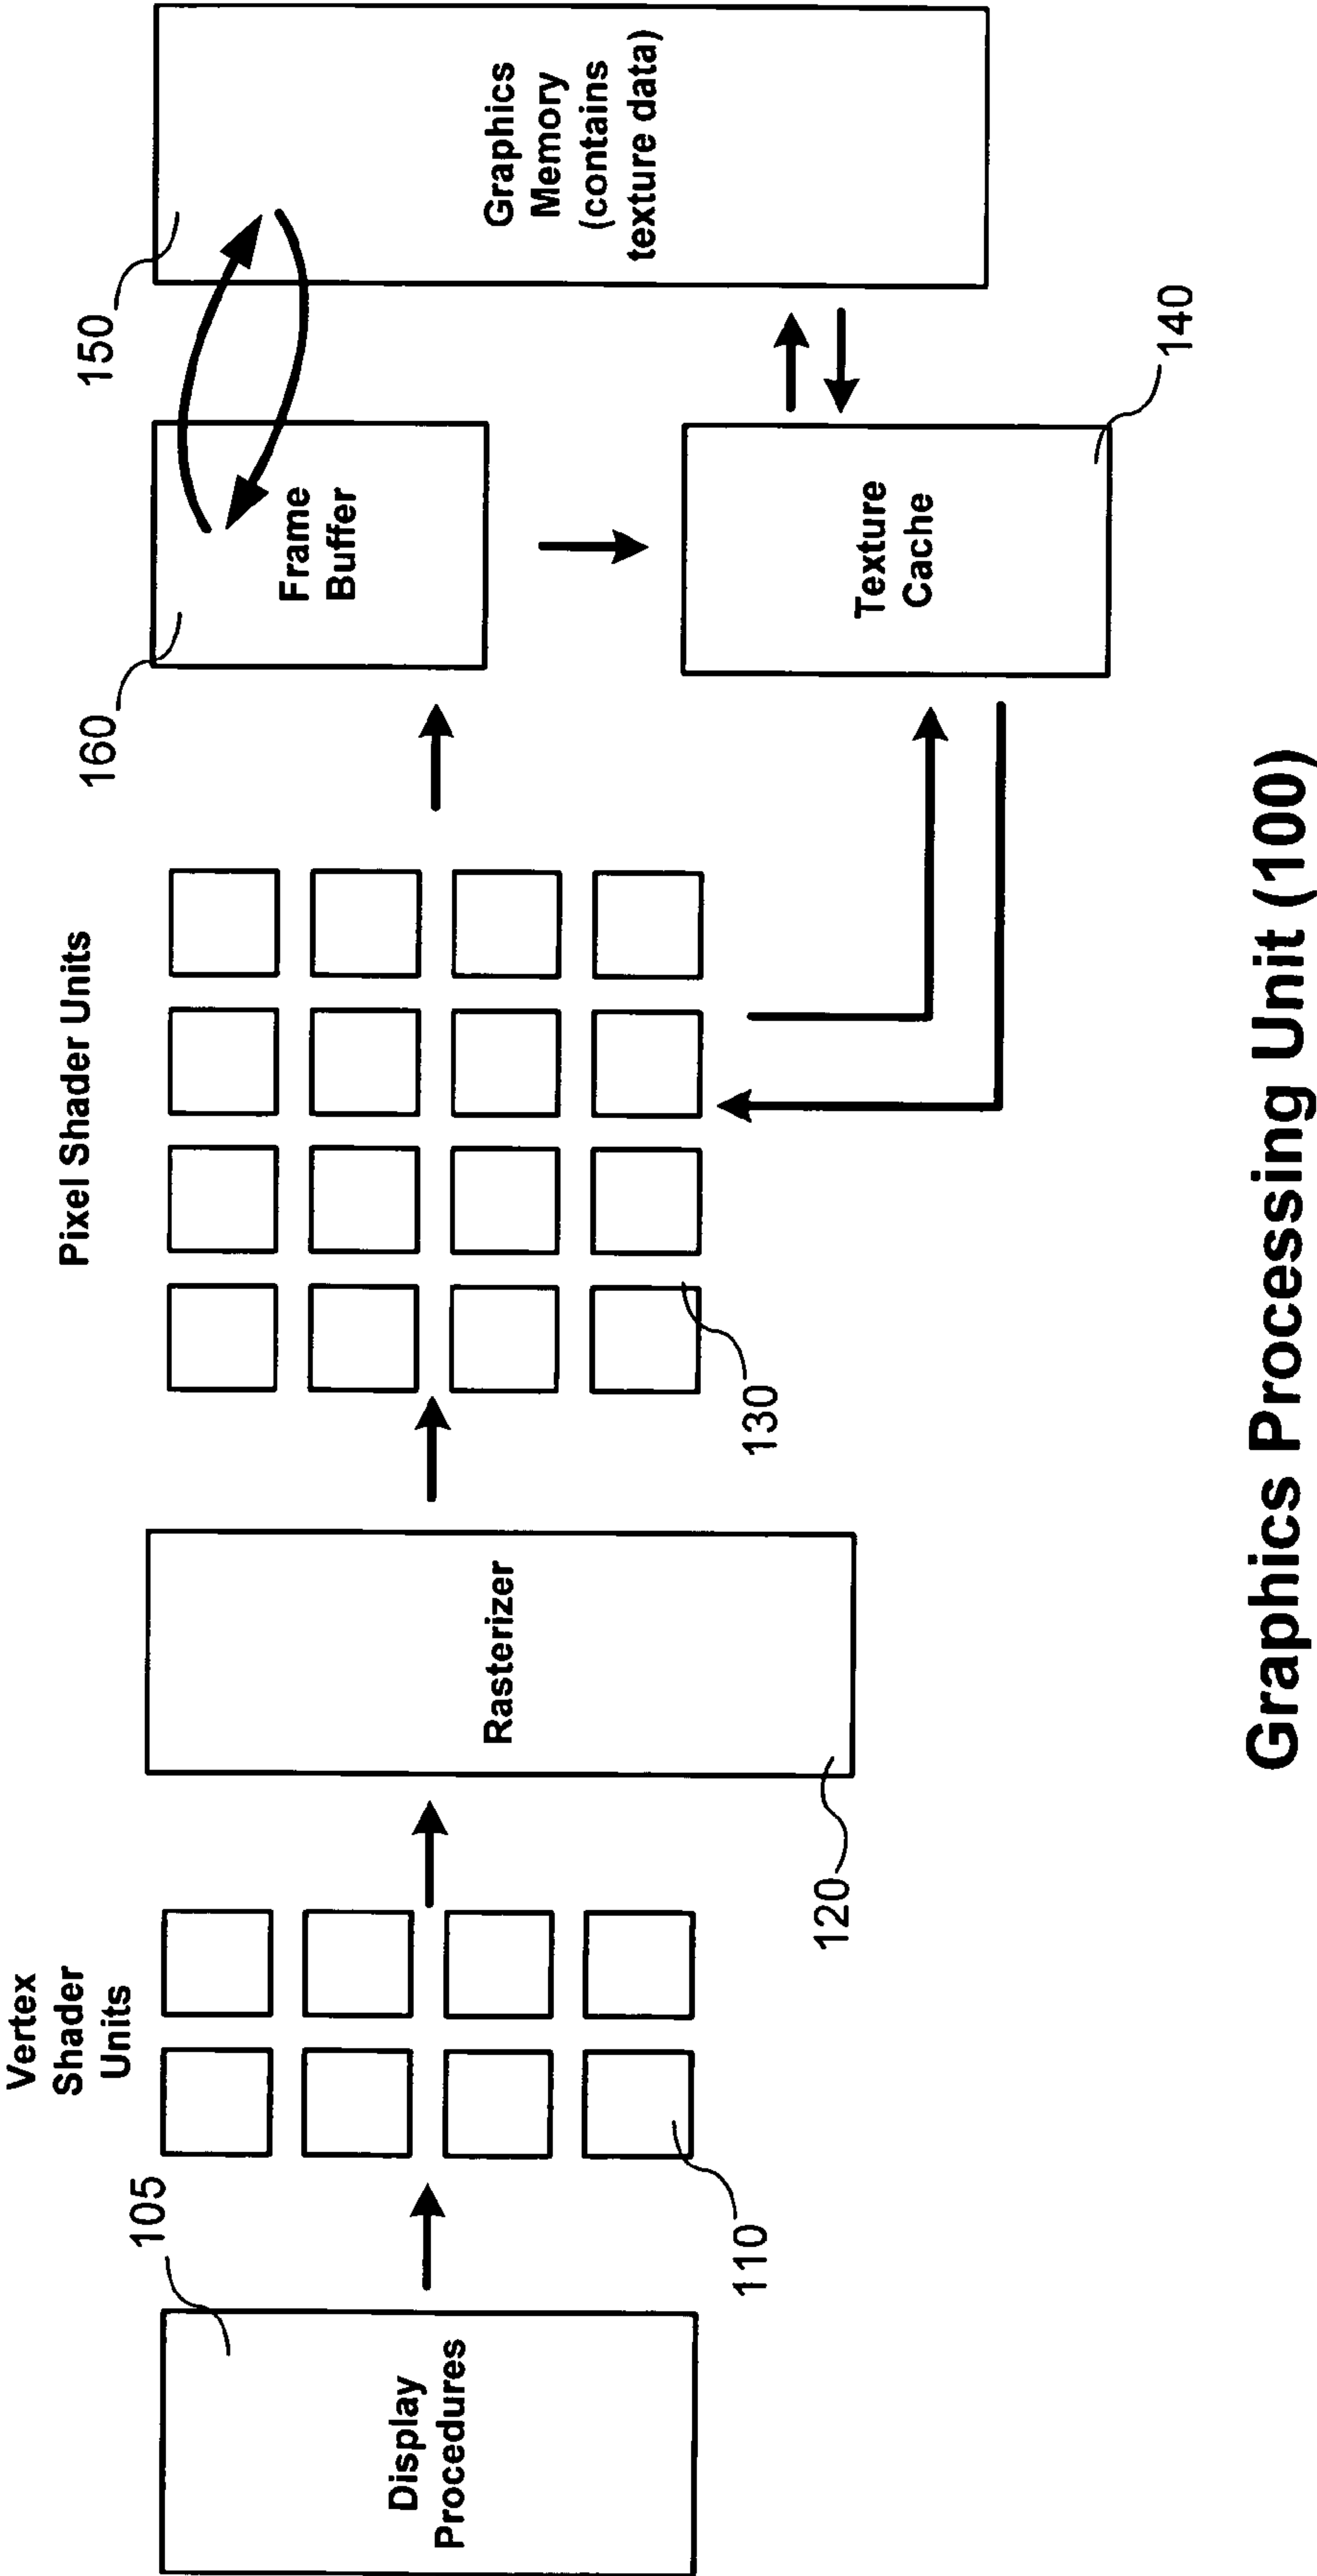 Vertex
Shader
Units
Pixel Shader Units
105
160
150
Display
Procedures
Rasterizer
Frame
Buffer
Graphics
Memory
(contains
texture data)
Texture
Cache
110
120
130
140
Graphics Processing Unit (100)